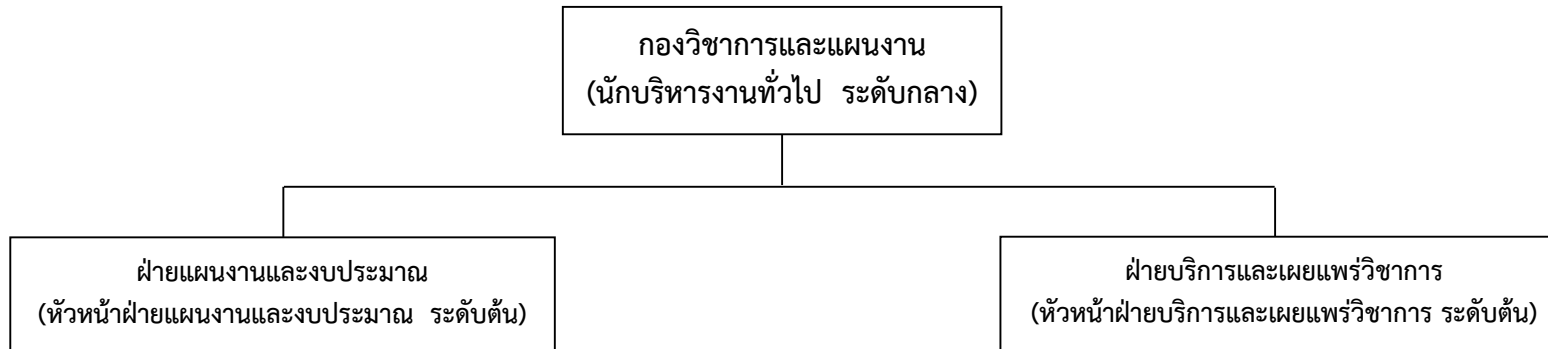 กองวิชาการและแผนงาน
(นักบริหารงานทั่วไป ระดับกลาง)
ฝ่ายแผนงานและงบประมาณ
(หัวหน้าฝ่ายแผนงานและงบประมาณ ระดับต้น)
ฝ่ายบริการและเผยแพร่วิชาการ
(หัวหน้าฝ่ายบริการและเผยแพร่วิชาการ ระดับต้น)